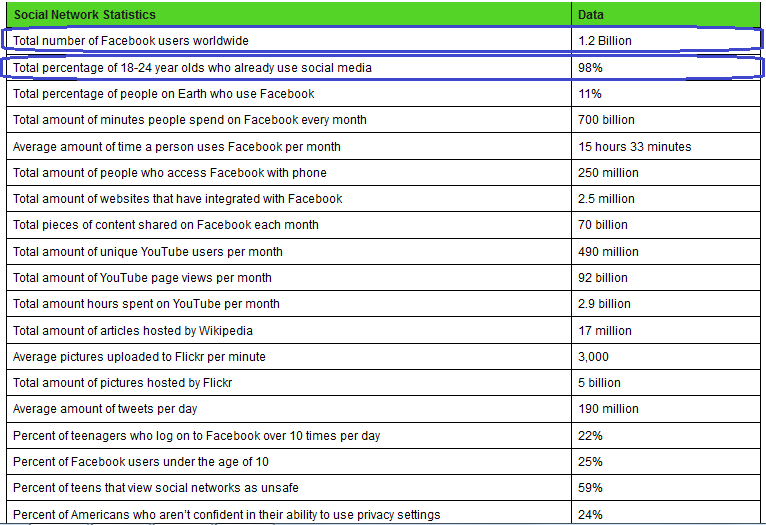 Social Network Statistics Data
Total number of Facebook users worldwide 1.2 Billion
Total percentage of 18-24 year olds who already use social media 98%
Total percentage of people on Earth who use Facebook 11%
Total amount of minutes people spend on Facebook every month 700 billion
Average amount of time a person uses Facebook per month 15 hours 33 minutes
Total amount of people who access Facebook with phone 250 million
Total amount of websites that have integrated with Facebook 2.5 million
Total pieces of content shared on Facebook each month 70 billion
Total amount of unique YouTube users per month 490 million
Total amount of YouTube page views per month 92 billion
Total amount hours spent on YouTube per month 2.9 billion
Total amount of articles hosted by Wikipedia 17 million
Average pictures uploaded to Flickr per minute 3,000
Total amount of pictures hosted by Flickr 5 billion
Average amount of tweets per day 190 million
Percent of teenagers who log on to Facebook over 10 times per day 22%
Percent of Facebook users under the age of 10 25%
Percent of teens that view social networks as unsafe 59%
Percent of Americans who aren't confident in their ability to use privacy settings 24%